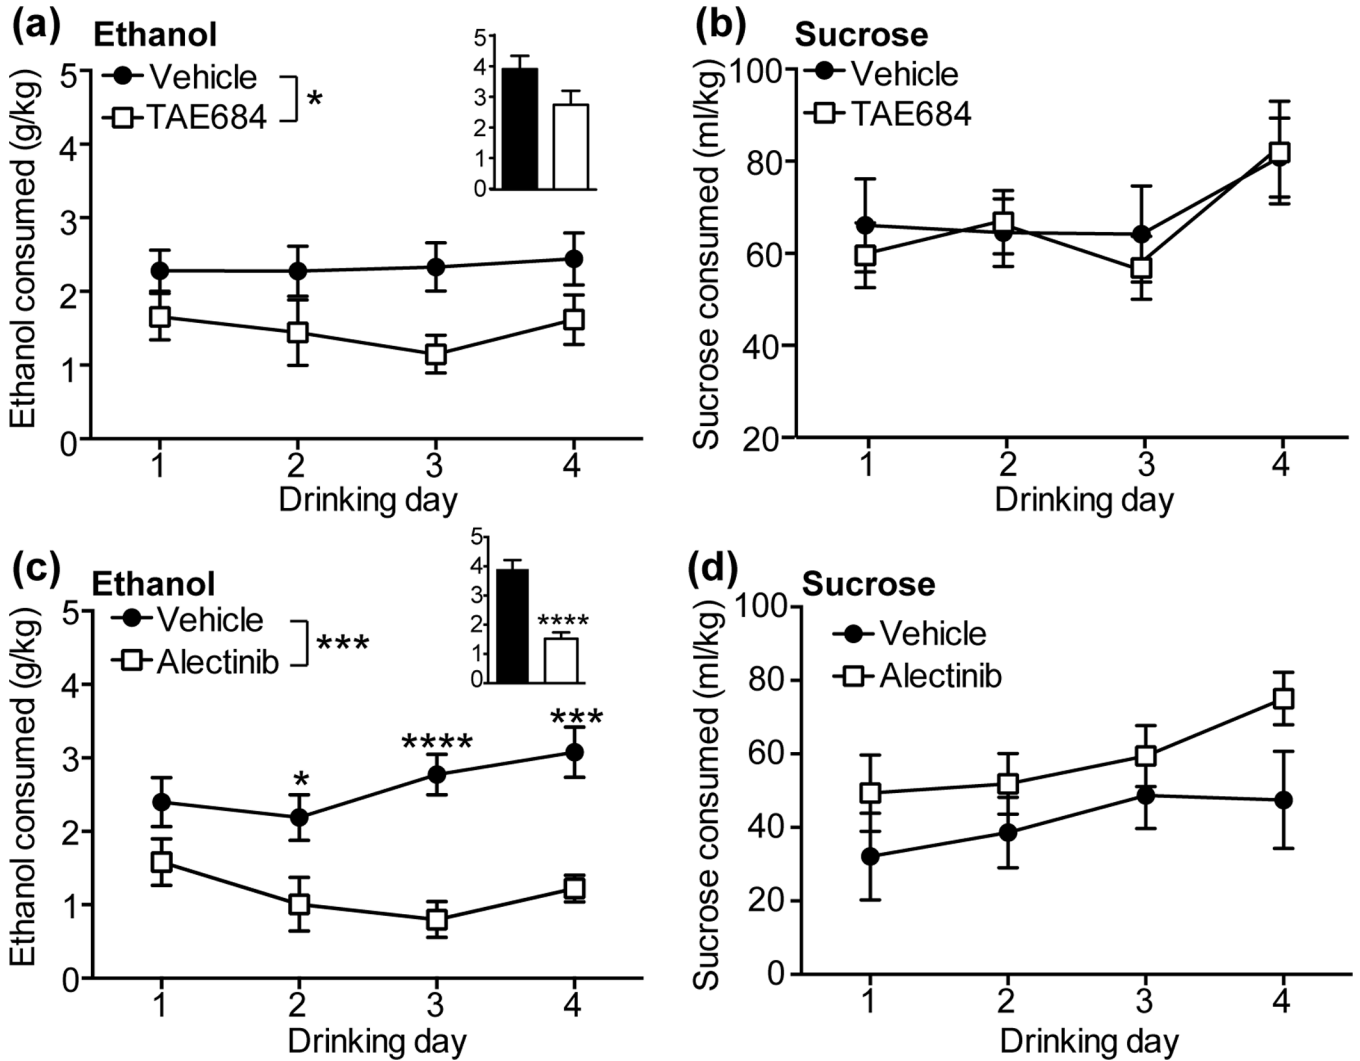 (a) Ethanol
Vehicle
TAE684
*
Ethanol consumed (g/kg)
5
4
3
2
1
0
1 2 3 4
Drinking day
5
4
3
2
1
0
(b) Sucrose
Vehicle
TAE684
Sucrose consumed (ml/kg)
100
80
60
40
20
1 2 3 4
Drinking day
(c) Ethanol
Vehicle
Alectinib
***
Ethanol consumed (g/kg)
5
4
3
2
1
0
* **** ***
1 2 3 4
Drinking day
5
4
3
2
1
0
****
(d) Sucrose
Vehicle
Alectinib
Sucrose consumed (ml/kg)
100
80
60
40
20
0
1 2 3 4
Drinking day